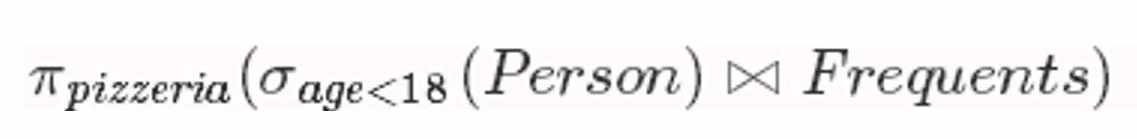 π_pizzeria(σ_age<18 (Person) ⋈ Frequents)